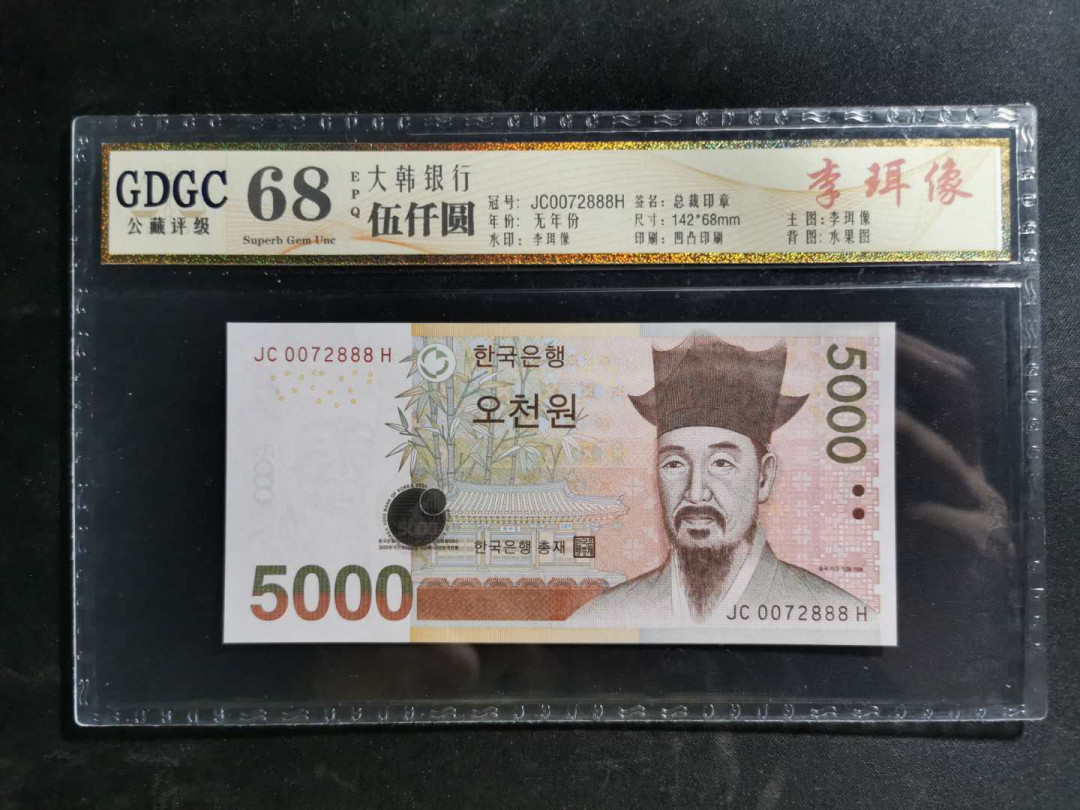 GDGC
公藏评级
68
Superb Gem Unc
EPQ
大韩银行
伍仟圆
冠号: JC0072888H
年份: 无年份
水印: 李珥像
签名: 总裁印章
尺寸: 142*68mm
印刷: 凹凸印刷
李珥像
主图: 李珥像
背图: 水果图
JC 0072888 H
한국은행
오천원
5000
한국은행 총재
5000
JC 0072888 H